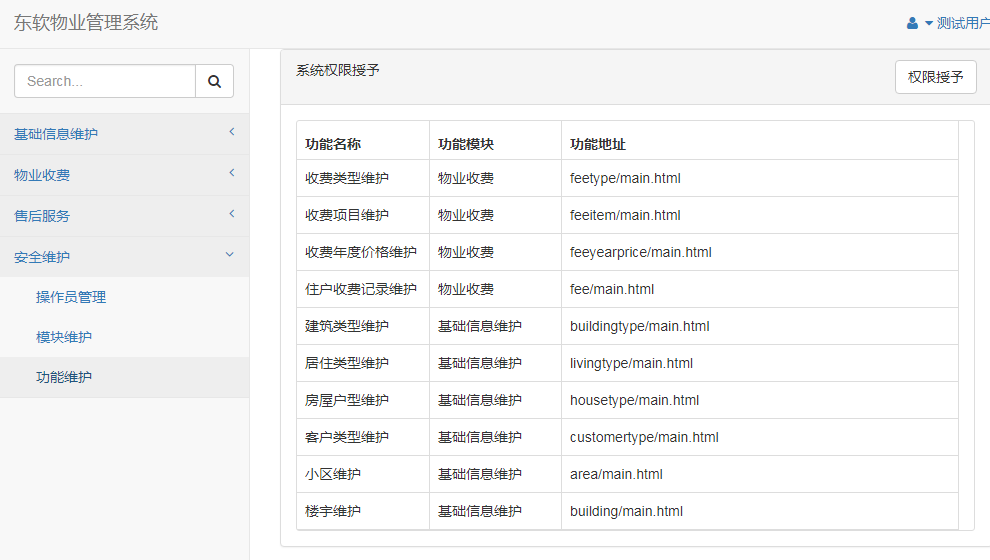 东软物业管理系统
测试用户
Search...
基础信息维护
物业收费
售后服务
安全维护
操作员管理
模块维护
功能维护
系统权限授予
权限授予
功能名称 功能模块 功能地址
收费类型维护 物业收费 feetype/main.html
收费项目维护 物业收费 feeitem/main.html
收费年度价格维护 物业收费 feeyearprice/main.html
住户收费记录维护 物业收费 fee/main.html
建筑类型维护 基础信息维护 buildingtype/main.html
居住类型维护 基础信息维护 livingtype/main.html
房屋户型维护 基础信息维护 housetype/main.html
客户类型维护 基础信息维护 customertype/main.html
小区维护 基础信息维护 area/main.html
楼宇维护 基础信息维护 building/main.html